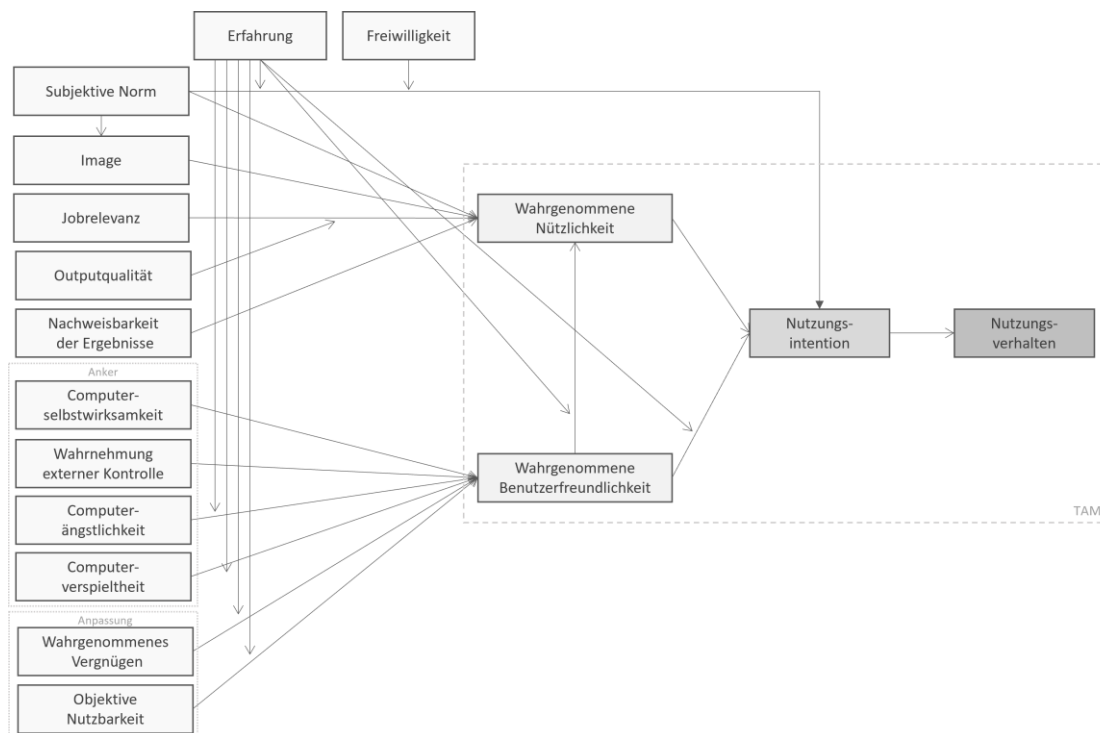 Erfahrung
Freiwilligkeit
Subjektive Norm
Image
Jobrelevanz
Outputqualität
Nachweisbarkeit
der Ergebnisse
Anker
Computer-
selbstwirksamkeit
Wahrnehmung
externer Kontrolle
Computer-
ängstlichkeit
Computer-
verspieltheit
Anpassung
Wahrgenommenes
Vergnügen
Objektive
Nutzbarkeit
Wahrgenommene
Nützlichkeit
Wahrgenommene
Benutzerfreundlichkeit
Nutzungs-
intention
Nutzungs-
verhalten
TAM